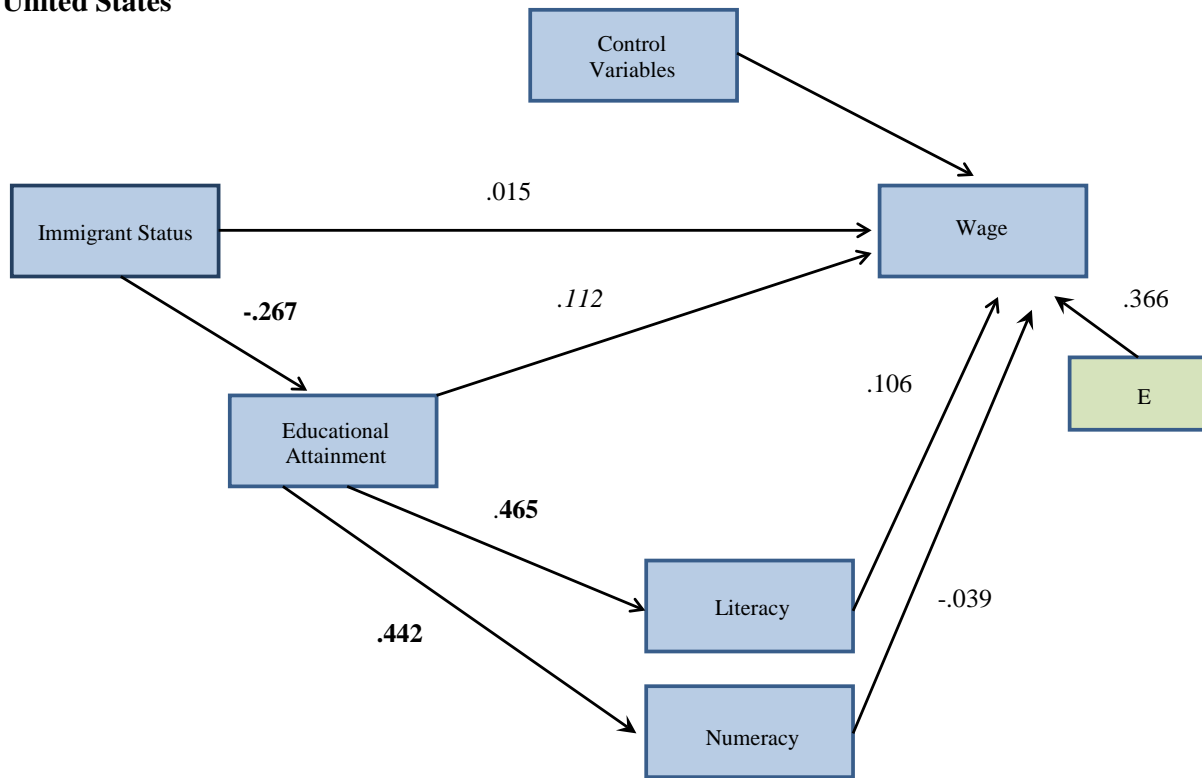 United States
Control
Variables
.015
Immigrant Status
Wage
-.267
.112
.366
.106
E
Educational
Attainment
.465
Literacy
-.039
.442
Numeracy